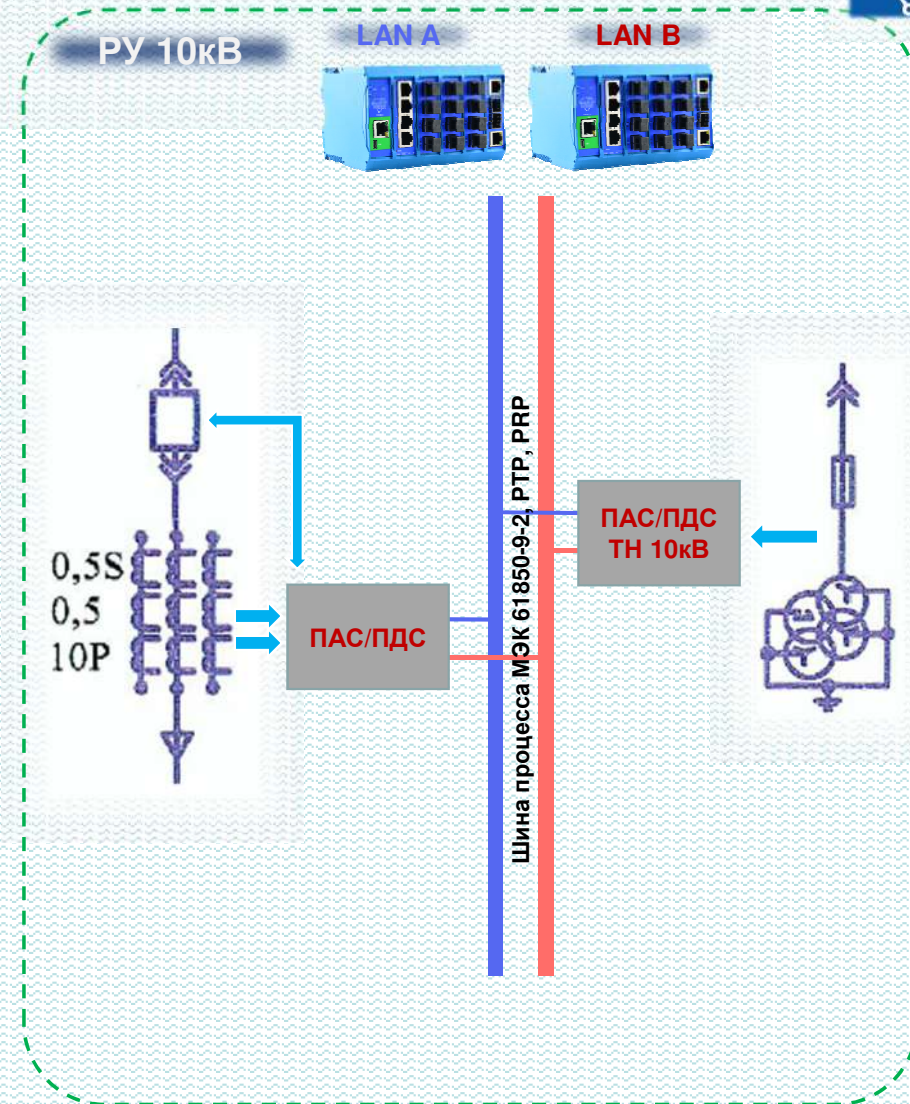 РУ 10кВ
LAN A
LAN B
0,5S
0,5
10Р
ПАС/ПДС
Шина процесса МЭК 61850-9-2, PTP, PRP
ПАС/ПДС
ТН 10кВ